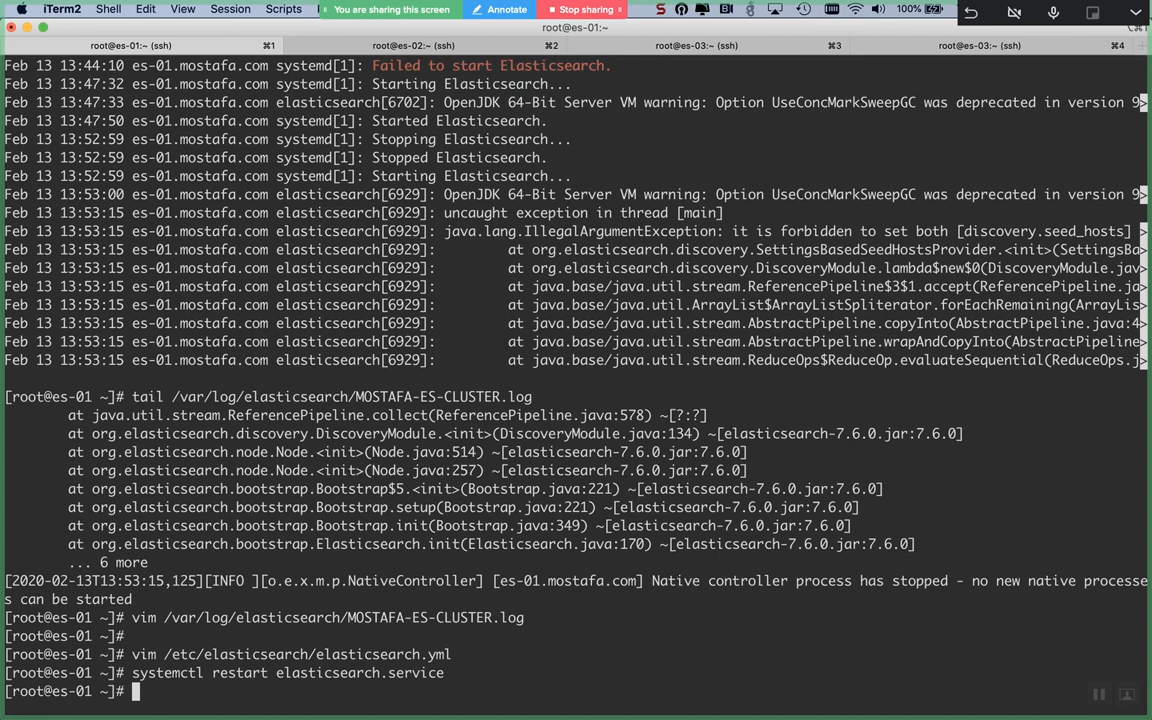 iTerm2 Shell Edit View Session Scripts You are sharing this screen Annotate Stop sharing 100%
root@es-01:~ (ssh)
root@es-01:~ (ssh) ⌘1 root@es-02:~ (ssh) ⌘2 root@es-03:~ (ssh) ⌘3 root@es-03:~ (ssh) ⌘4
Feb 13 13:44:10 es-01.mostafa.com systemd[1]: Failed to start Elasticsearch.
Feb 13 13:47:32 es-01.mostafa.com systemd[1]: Starting Elasticsearch...
Feb 13 13:47:33 es-01.mostafa.com elasticsearch[6702]: OpenJDK 64-Bit Server VM warning: Option UseConcMarkSweepGC was deprecated in version 9>
Feb 13 13:47:50 es-01.mostafa.com systemd[1]: Started Elasticsearch.
Feb 13 13:52:59 es-01.mostafa.com systemd[1]: Stopping Elasticsearch...
Feb 13 13:52:59 es-01.mostafa.com systemd[1]: Stopped Elasticsearch.
Feb 13 13:52:59 es-01.mostafa.com systemd[1]: Starting Elasticsearch...
Feb 13 13:53:00 es-01.mostafa.com elasticsearch[6929]: OpenJDK 64-Bit Server VM warning: Option UseConcMarkSweepGC was deprecated in version 9>
Feb 13 13:53:15 es-01.mostafa.com elasticsearch[6929]: uncaught exception in thread [main]
Feb 13 13:53:15 es-01.mostafa.com elasticsearch[6929]: java.lang.IllegalArgumentException: it is forbidden to set both [discovery.seed_hosts] >
Feb 13 13:53:15 es-01.mostafa.com elasticsearch[6929]: at org.elasticsearch.discovery.SettingsBasedSeedHostsProvider.<init>(SettingsBa>
Feb 13 13:53:15 es-01.mostafa.com elasticsearch[6929]: at org.elasticsearch.discovery.DiscoveryModule.lambda$new$0(DiscoveryModule.jav>
Feb 13 13:53:15 es-01.mostafa.com elasticsearch[6929]: at java.base/java.util.stream.ReferencePipeline$3$1.accept(ReferencePipeline.ja>
Feb 13 13:53:15 es-01.mostafa.com elasticsearch[6929]: at java.base/java.util.ArrayList$ArrayListSpliterator.forEachRemaining(ArrayLis>
Feb 13 13:53:15 es-01.mostafa.com elasticsearch[6929]: at java.base/java.util.stream.AbstractPipeline.copyInto(AbstractPipeline.java:4>
Feb 13 13:53:15 es-01.mostafa.com elasticsearch[6929]: at java.base/java.util.stream.AbstractPipeline.wrapAndCopyInto(AbstractPipeline>
Feb 13 13:53:15 es-01.mostafa.com elasticsearch[6929]: at java.base/java.util.stream.ReduceOps$ReduceOp.evaluateSequential(ReduceOps.j>
[root@es-01 ~]# tail /var/log/elasticsearch/MOSTAFA-ES-CLUSTER.log
at java.util.stream.ReferencePipeline.collect(ReferencePipeline.java:578) ~[?:?]
at org.elasticsearch.discovery.DiscoveryModule.<init>(DiscoveryModule.java:134) ~[elasticsearch-7.6.0.jar:7.6.0]
at org.elasticsearch.node.Node.<init>(Node.java:514) ~[elasticsearch-7.6.0.jar:7.6.0]
at org.elasticsearch.node.Node.<init>(Node.java:257) ~[elasticsearch-7.6.0.jar:7.6.0]
at org.elasticsearch.bootstrap.Bootstrap$5.<init>(Bootstrap.java:221) ~[elasticsearch-7.6.0.jar:7.6.0]
at org.elasticsearch.bootstrap.Bootstrap.setup(Bootstrap.java:221) ~[elasticsearch-7.6.0.jar:7.6.0]
at org.elasticsearch.bootstrap.Bootstrap.init(Bootstrap.java:349) ~[elasticsearch-7.6.0.jar:7.6.0]
at org.elasticsearch.bootstrap.Elasticsearch.init(Elasticsearch.java:170) ~[elasticsearch-7.6.0.jar:7.6.0]
... 6 more
[2020-02-13T13:53:15,125][INFO ][o.e.x.m.p.NativeController] [es-01.mostafa.com] Native controller process has stopped - no new native processe
s can be started
[root@es-01 ~]# vim /var/log/elasticsearch/MOSTAFA-ES-CLUSTER.log
[root@es-01 ~]#
[root@es-01 ~]# vim /etc/elasticsearch/elasticsearch.yml
[root@es-01 ~]# systemctl restart elasticsearch.service
[root@es-01 ~]#